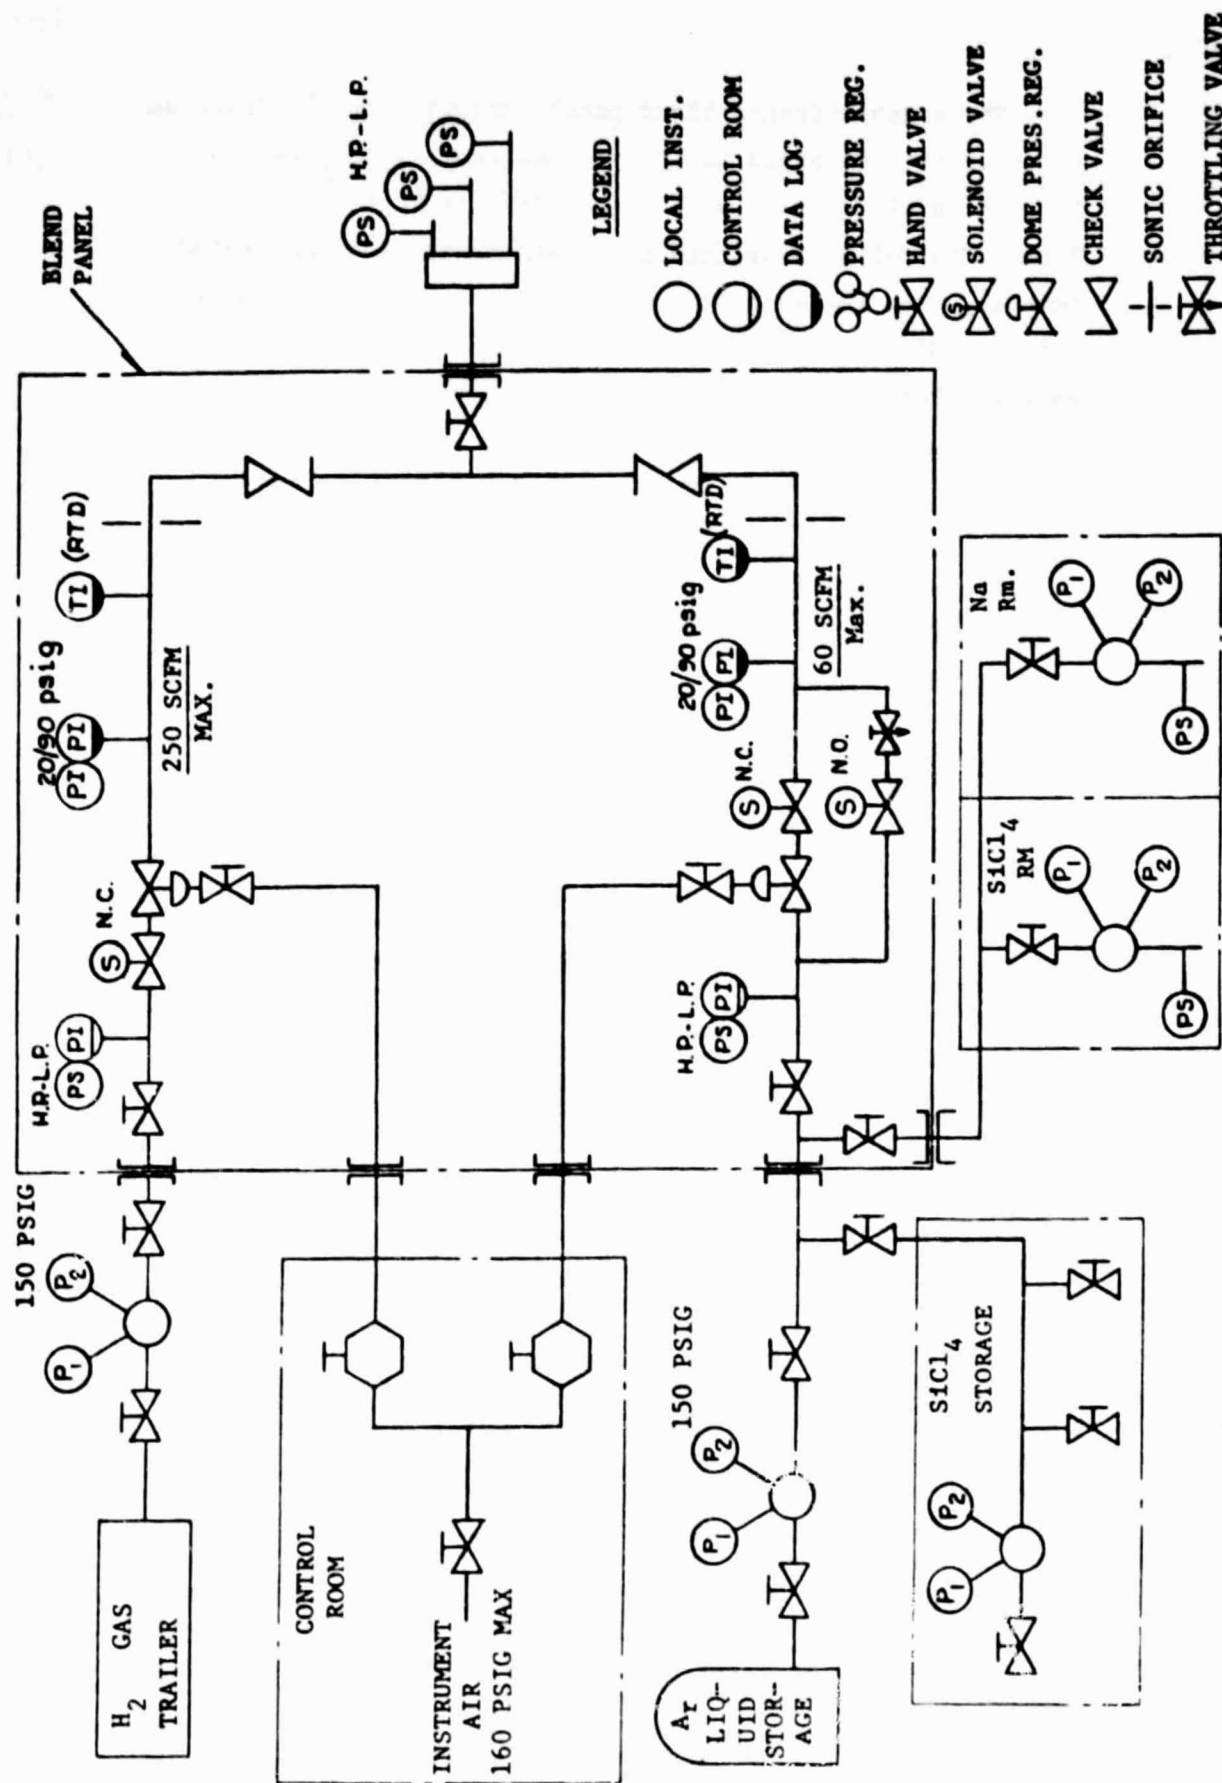 BLEND
PANEL
H.P.-L.P.
PS
PS
PS
LEGEND
LOCAL INST.
CONTROL ROOM
DATA LOG
PRESSURE REG.
HAND VALVE
S
SOLENOID VALVE
DOME PRES.REG.
CHECK VALVE
SONIC ORIFICE
THROTTLING VALVE
TI
(RTD)
20/90 psig
PI
PI
250 SCFM
MAX.
S
N.C.
H.P.-L.P.
PS
PI
150 PSIG
P1
P2
H2 GAS
TRAILER
CONTROL
ROOM
INSTRUMENT
AIR
160 PSIG MAX
TI
(RTD)
20/90 psig
PI
PI
60 SCFM
Max.
S
N.C.
S
N.O.
H.P.-L.P.
PS
PI
150 PSIG
P1
P2
Ar
LIQ-
UID
STOR-
AGE
SiCl4
STORAGE
P1
P2
Na
Rm.
P1
P2
PS
SiCl4
RM
P1
P2
PS